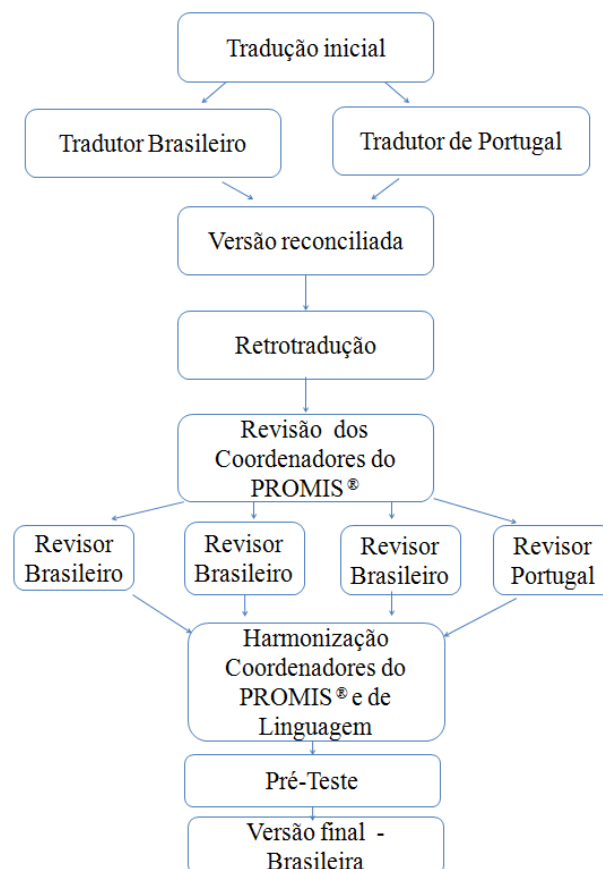 Tradução inicial
Tradutor Brasileiro
Tradutor de Portugal
Versão reconciliada
Retrotradução
Revisão dos
Coordenadores do
PROMIS®
Revisor
Brasileiro
Revisor
Brasileiro
Revisor
Brasileiro
Revisor
Portugal
Harmonização
Coordenadores do
PROMIS® e de
Linguagem
Pré-Teste
Versão final -
Brasileira